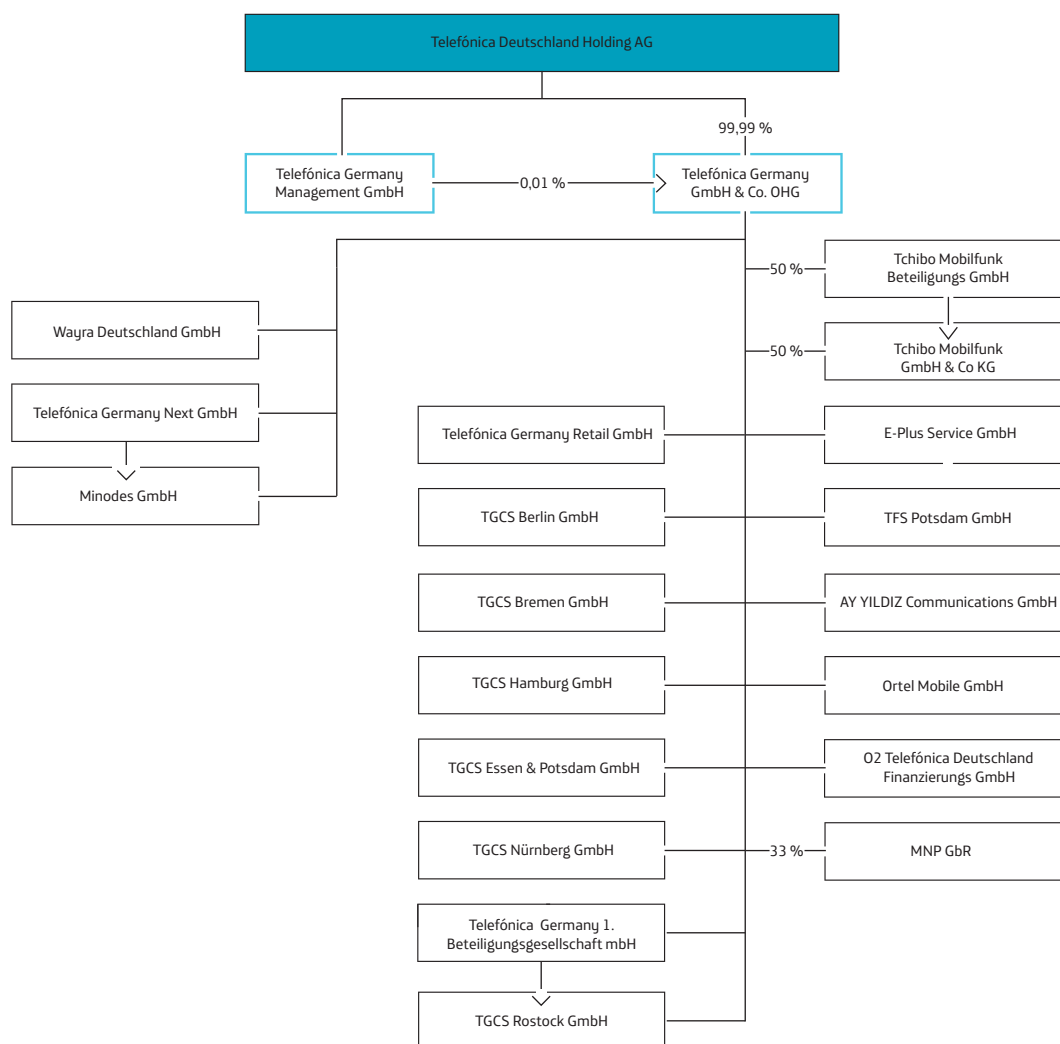 Telefónica Deutschland Holding AG
99,99 %
Telefónica Germany
Management GmbH
0,01 %
Telefónica Germany
GmbH & Co. OHG
50 %
Tchibo Mobilfunk
Beteiligungs GmbH
Wayra Deutschland GmbH
50 %
Tchibo Mobilfunk
GmbH & Co KG
Telefónica Germany Next GmbH
Telefónica Germany Retail GmbH
E-Plus Service GmbH
Minodes GmbH
TGCS Berlin GmbH
TFS Potsdam GmbH
TGCS Bremen GmbH
AY YILDIZ Communications GmbH
TGCS Hamburg GmbH
Ortel Mobile GmbH
TGCS Essen & Potsdam GmbH
O2 Telefónica Deutschland
Finanzierungs GmbH
TGCS Nürnberg GmbH
33 %
MNP GbR
Telefónica Germany 1.
Beteiligungsgesellschaft mbH
TGCS Rostock GmbH